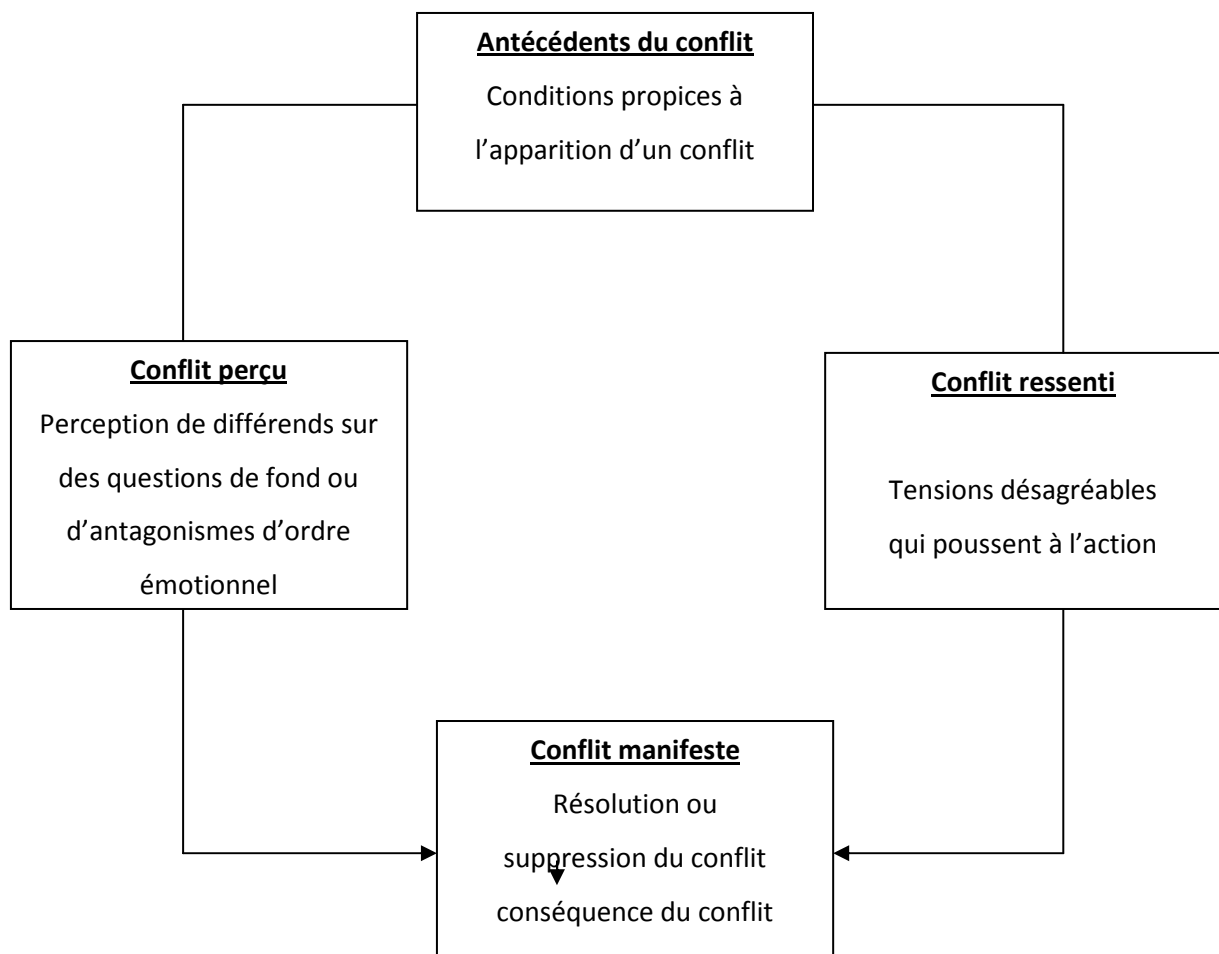 Antécédents du conflit
Conditions propices à
l’apparition d’un conflit
Conflit perçu
Perception de différends sur
des questions de fond ou
d’antagonismes d’ordre
émotionnel
Conflit ressenti
Tensions désagréables
qui poussent à l’action
Conflit manifeste
Résolution ou
suppression du conflit
conséquence du conflit